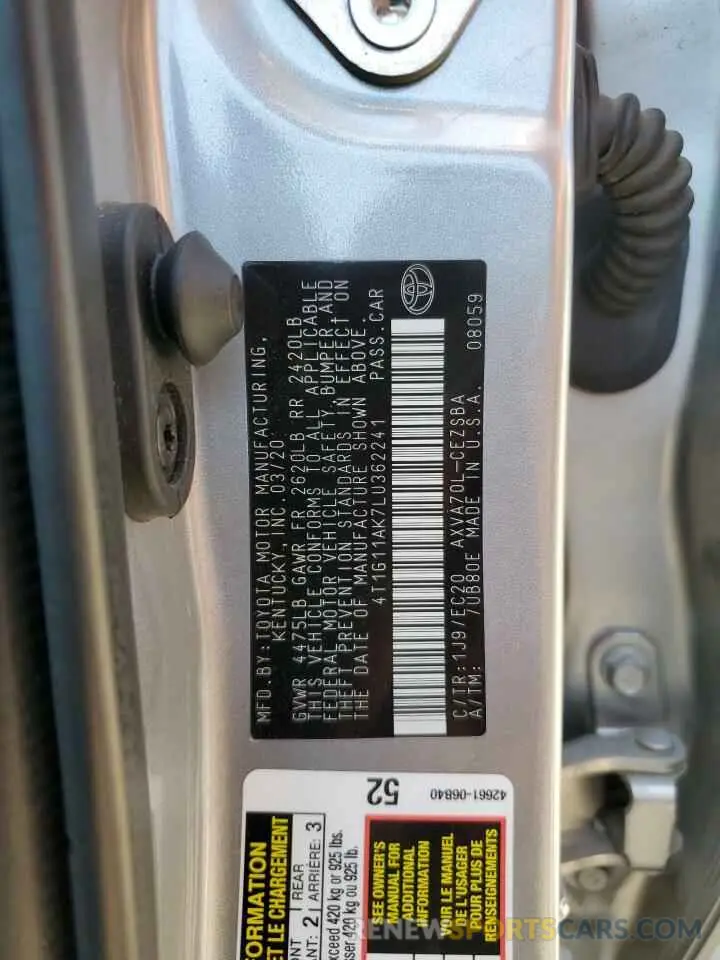 MFD. BY: TOYOTA MOTOR MANUFACTURING,
KENTUCKY, INC. 03/20
GVWR 4475LB GAWR FR 2620LB RR 2420LB
THIS VEHICLE CONFORMS TO ALL APPLICABLE
FEDERAL MOTOR VEHICLE SAFETY, BUMPER AND
THEFT PREVENTION STANDARDS IN EFFECT ON
THE DATE OF MANUFACTURE SHOWN ABOVE.
4T1G11AK7LU362241 PASS. CAR
C/TR: 1J9/EC20 AXVA70L-CEZSBA
A/TM: /UB80E MADE IN U.S.A. 08059
52
42661-06B40
FORMATION
ET LE CHARGEMENT
2 REAR 3
ARRIÈRE:
exceed 420 kg or 925 lbs.
sser 420 kg ou 925 lb.
SEE OWNER'S
MANUAL FOR
ADDITIONAL
INFORMATION
VOIR LE MANUEL
DE L'USAGER
POUR PLUS DE
RENSEIGNEMENTS
RENEWSTNEDCARS.COM